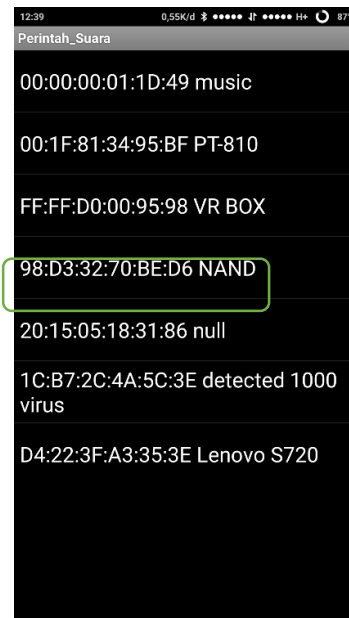 12:39 0,55K/d H+ 87
Perintah_Suara
00:00:00:01:1D:49 music
00:1F:81:34:95:BF PT-810
FF:FF:D0:00:95:98 VR BOX
98:D3:32:70:BE:D6 NAND
20:15:05:18:31:86 null
1C:B7:2C:4A:5C:3E detected 1000
virus
D4:22:3F:A3:35:3E Lenovo S720